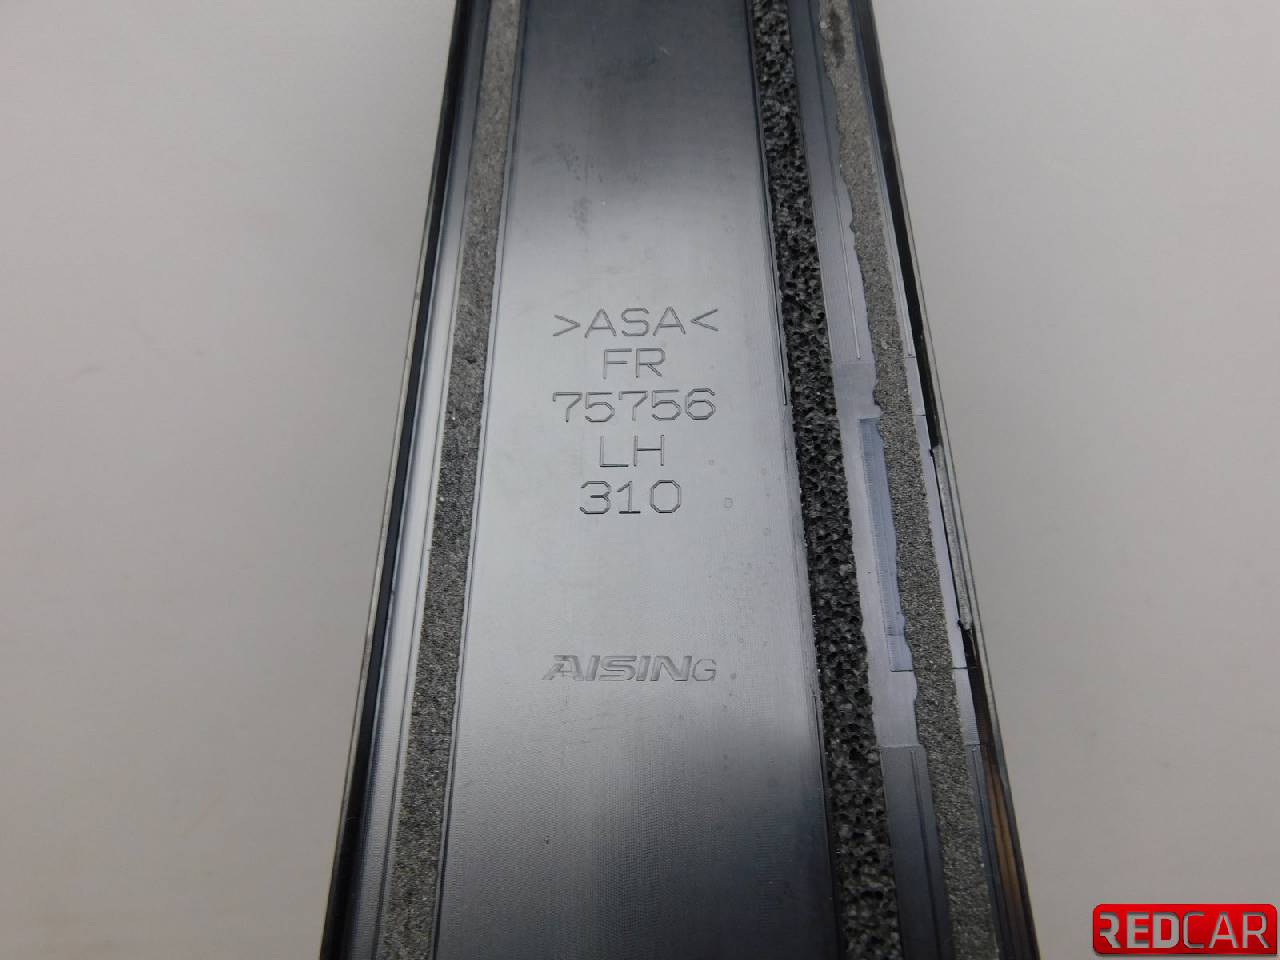 >ASA<
FR
75756
LH
310
AISING
REDCAR